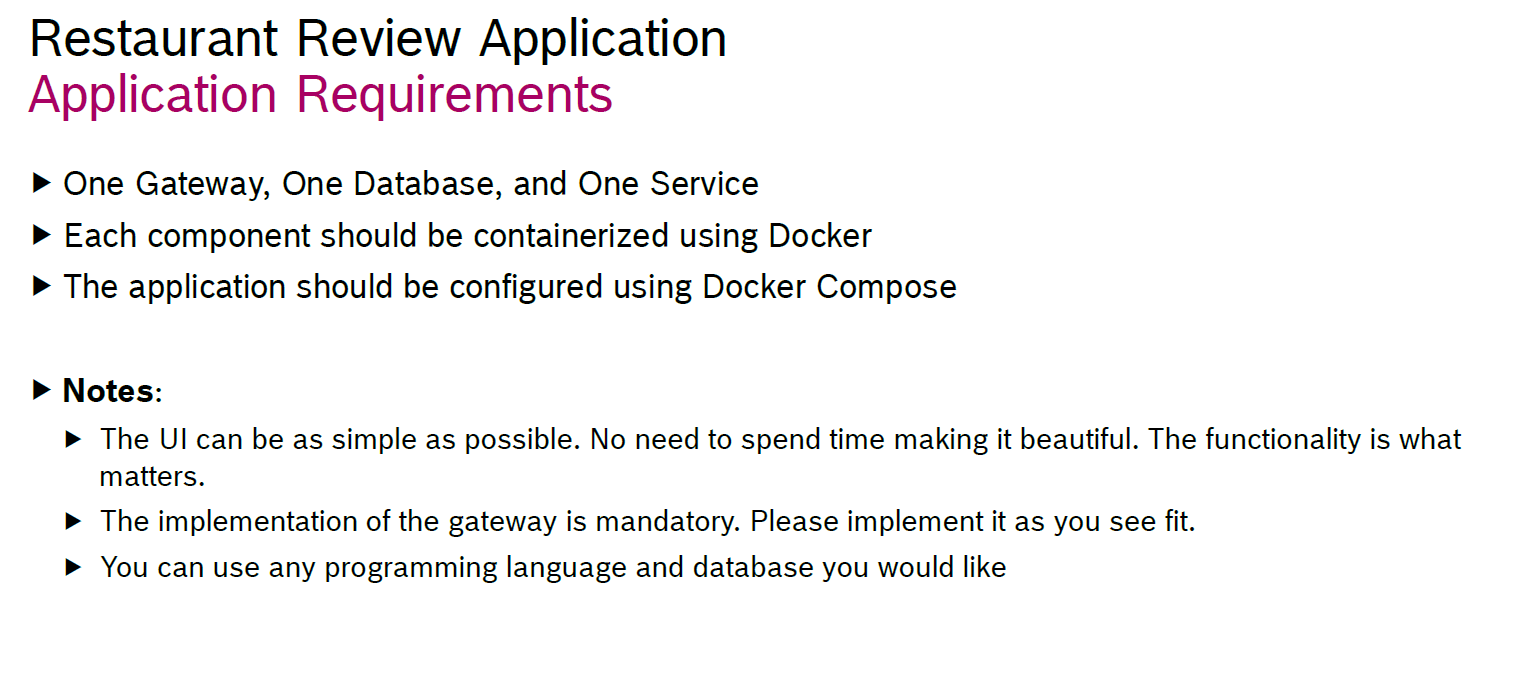 Restaurant Review Application
Application Requirements
▶ One Gateway, One Database, and One Service
▶ Each component should be containerized using Docker
▶ The application should be configured using Docker Compose
▶ Notes:
▶ The UI can be as simple as possible. No need to spend time making it beautiful. The functionality is what
matters.
▶ The implementation of the gateway is mandatory. Please implement it as you see fit.
▶ You can use any programming language and database you would like